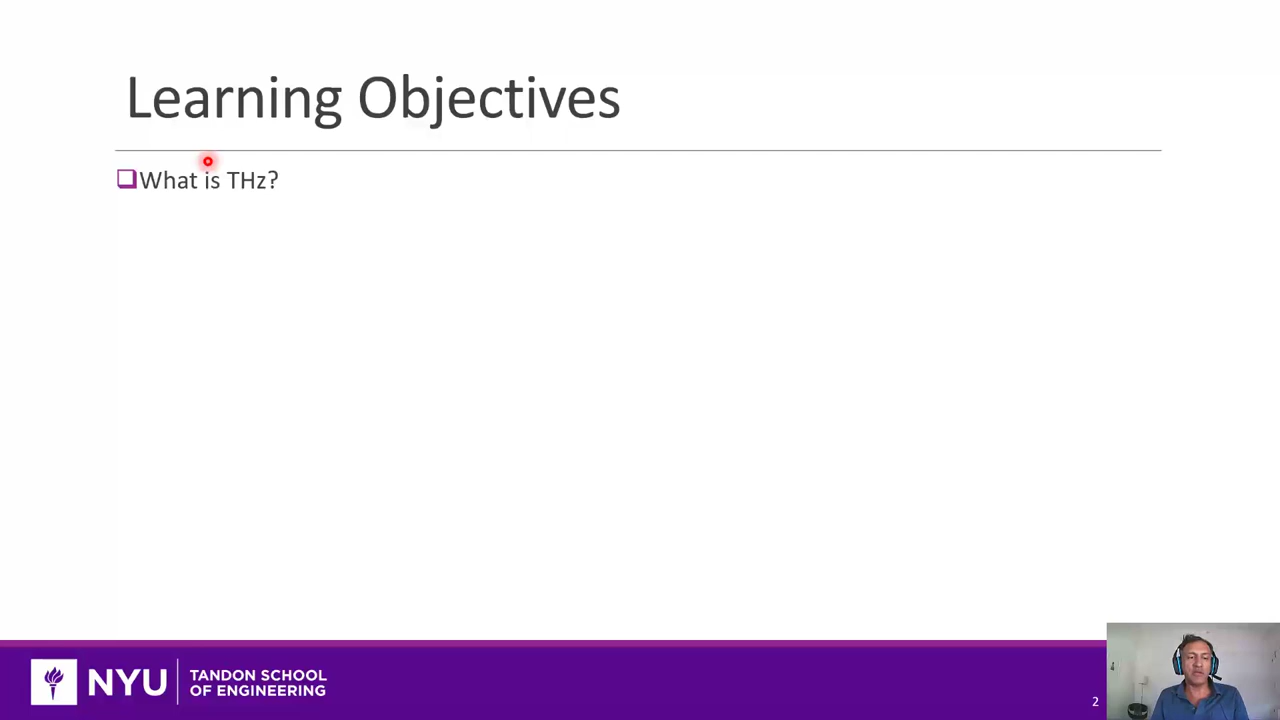 Learning Objectives
What is THz?
NYU
TANDON SCHOOL
OF ENGINEERING
2